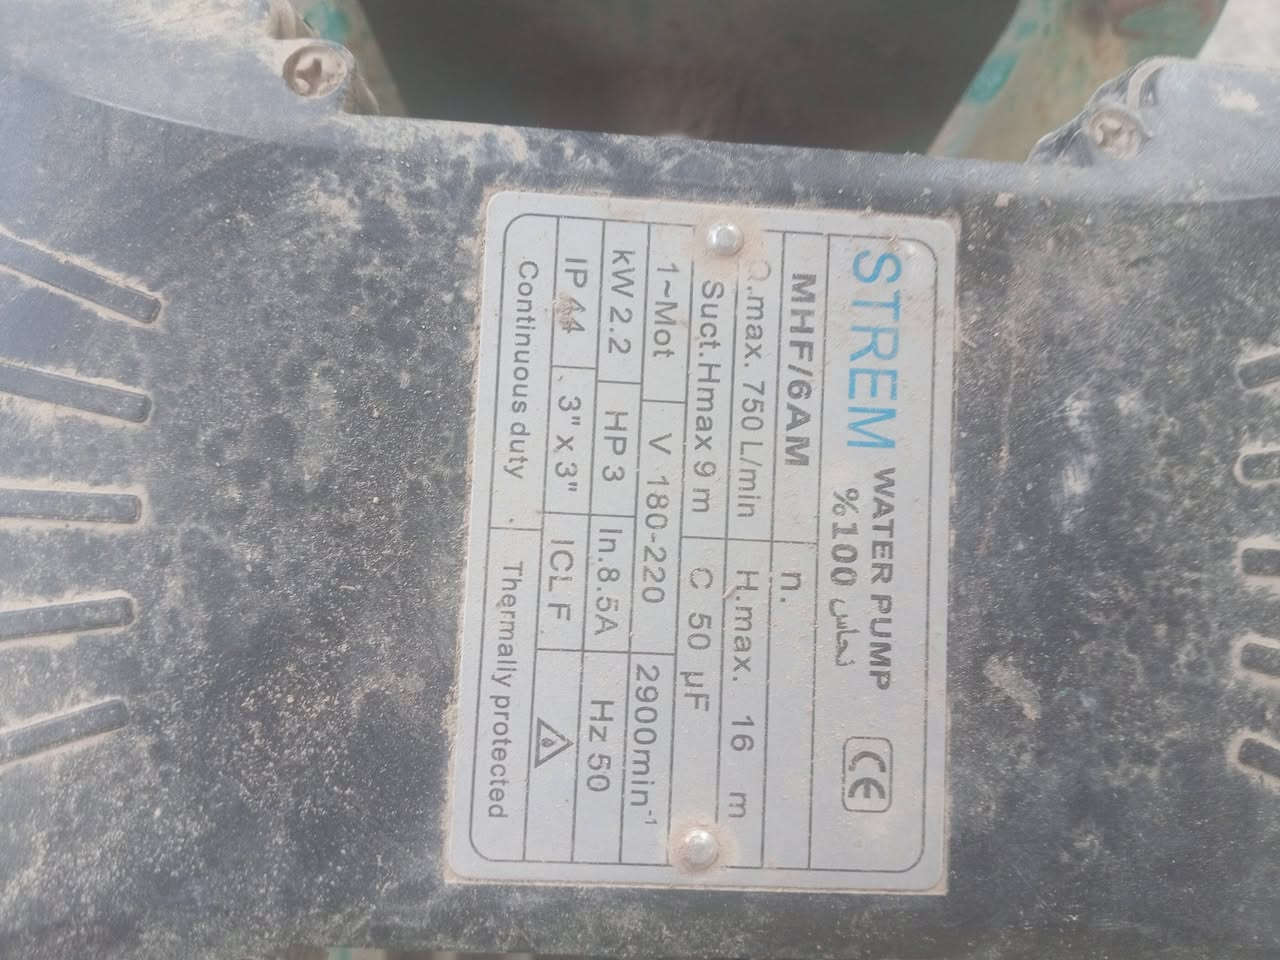 STREM WATER PUMP CE
%100 نحاس
MHF/6AM n.
Q.max. 750 L/min H.max. 16 m
Suct.Hmax 9 m C 50 µF
1~Mot V 180-220 2900min⁻¹
kW 2.2 HP 3 In.8.5A Hz 50
IP 44 3" x 3" ICL F
Continuous duty Thermally protected